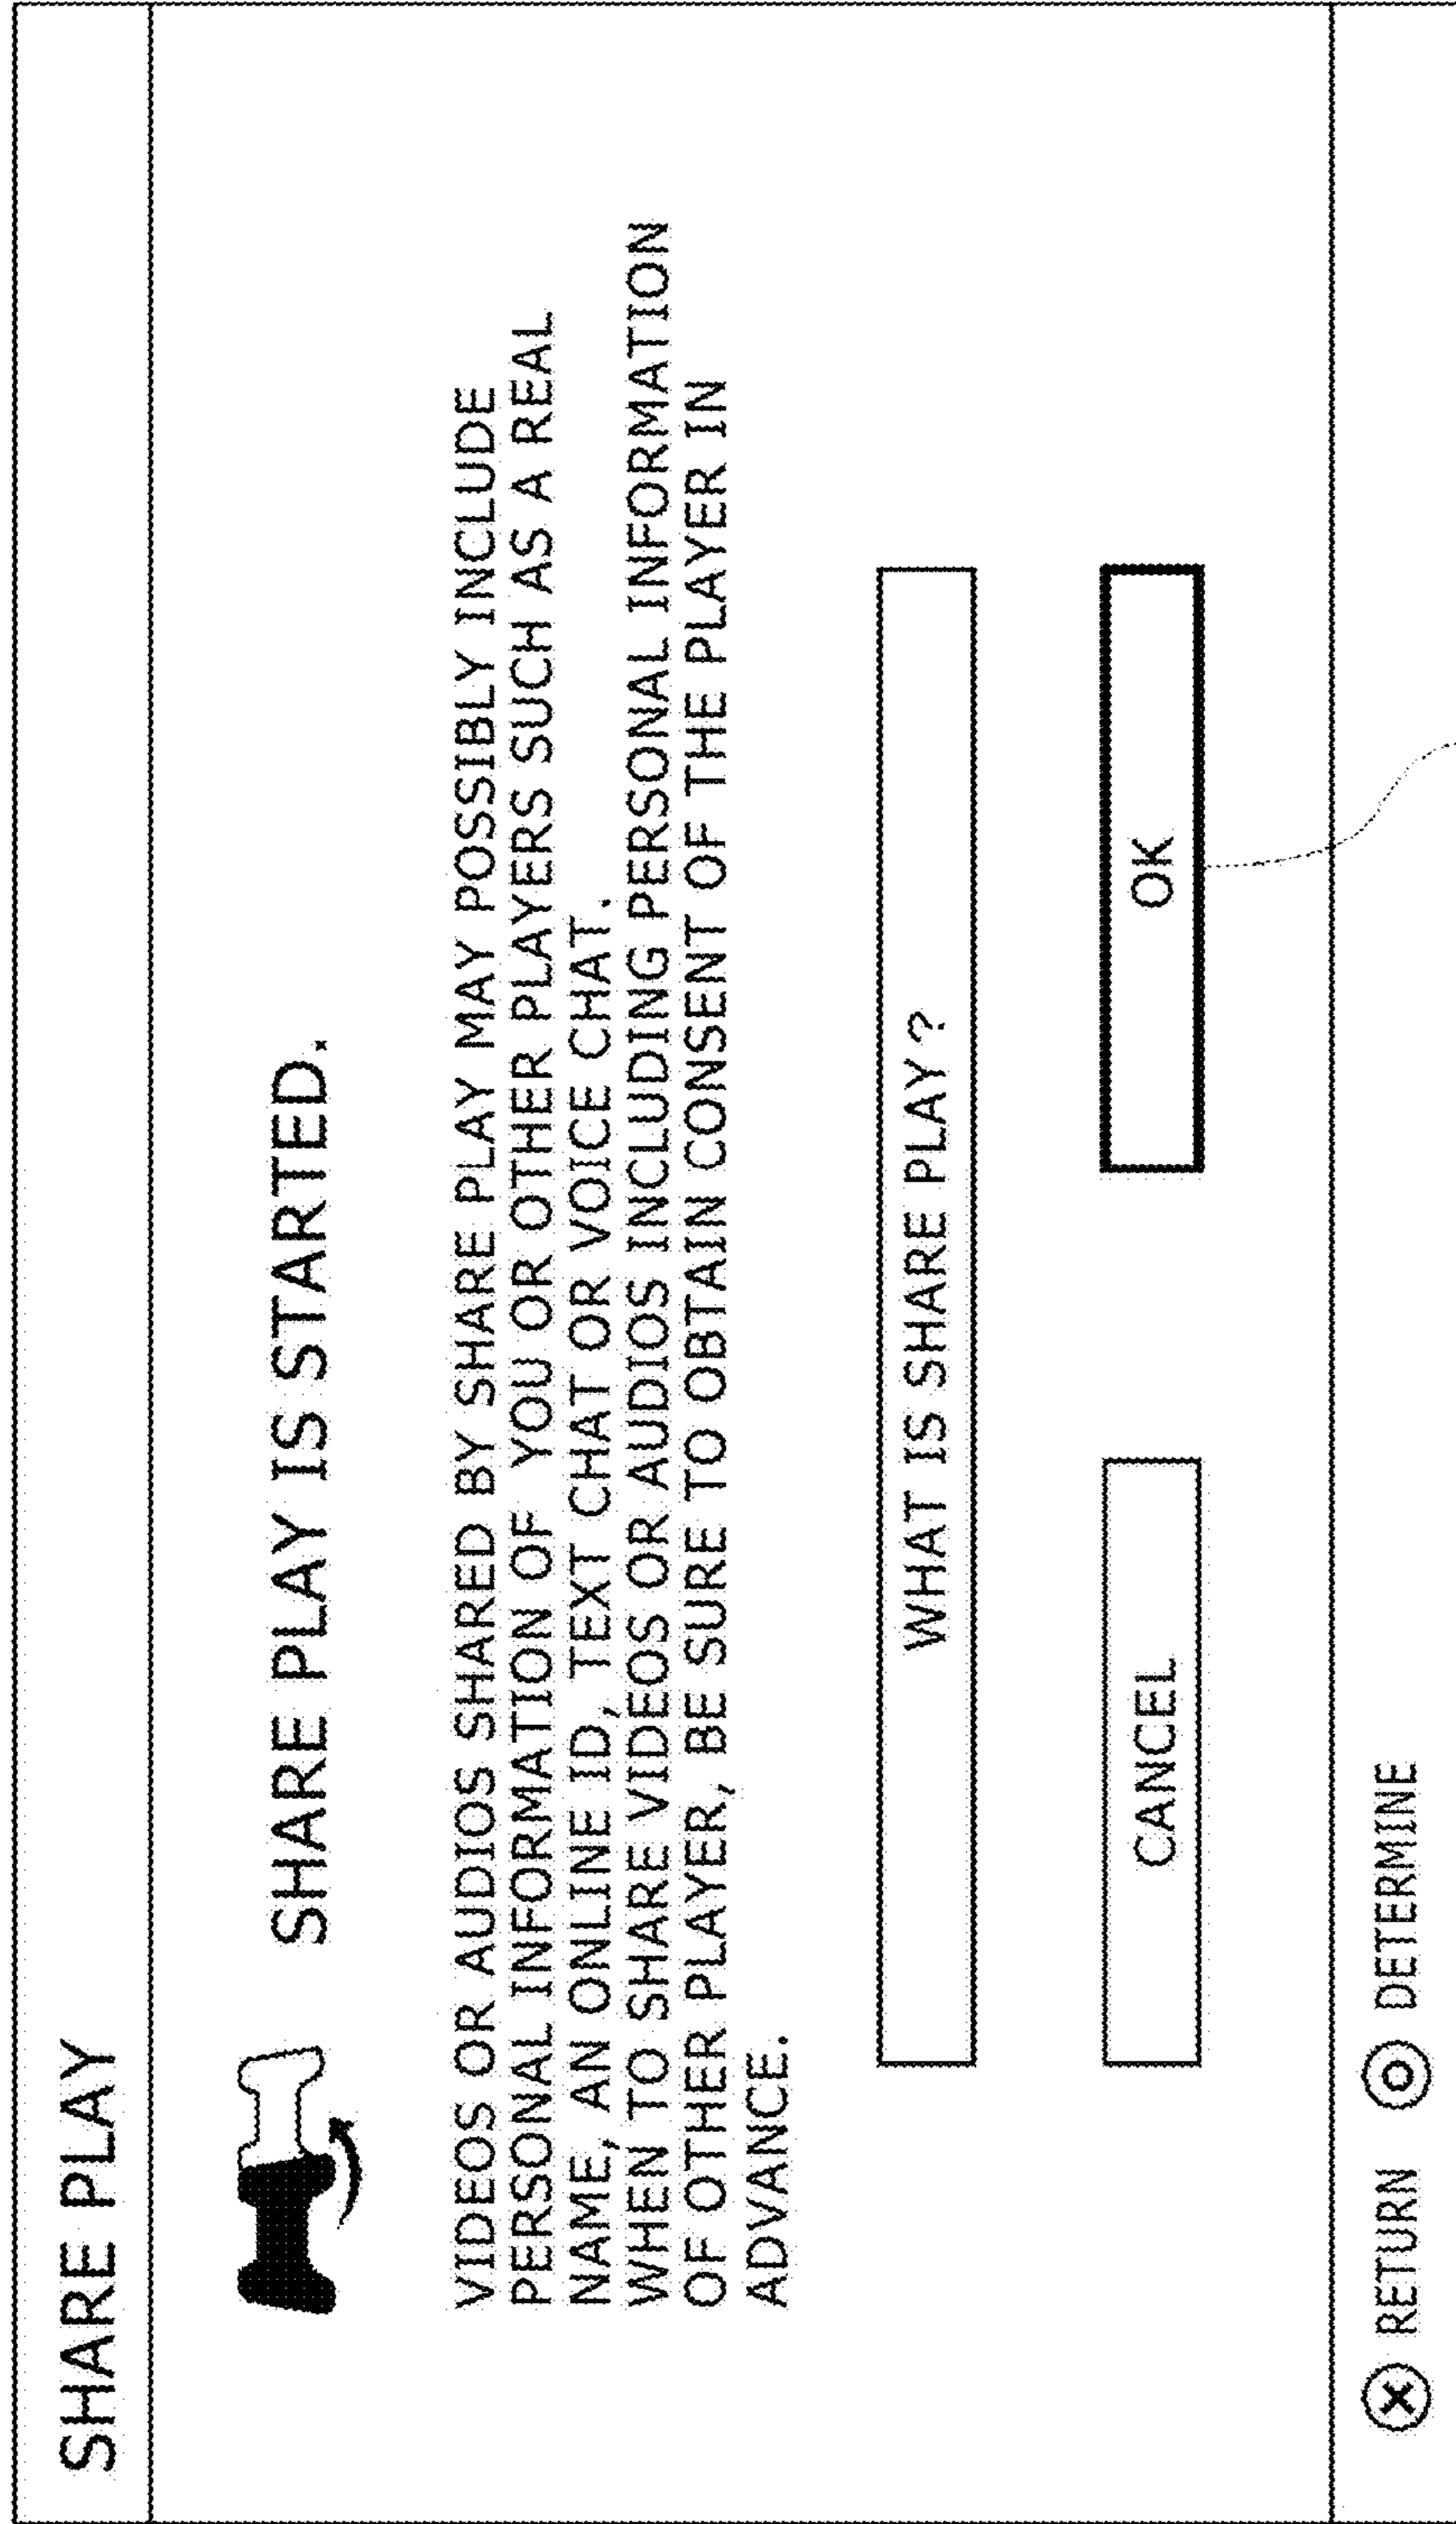 SHARE PLAY
SHARE PLAY IS STARTED.
VIDEOS OR AUDIOS SHARED BY SHARE PLAY MAY POSSIBLY INCLUDE
PERSONAL INFORMATION OF YOU OR OTHER PLAYERS SUCH AS A REAL
NAME, AN ONLINE ID, TEXT CHAT OR VOICE CHAT.
WHEN TO SHARE VIDEOS OR AUDIOS INCLUDING PERSONAL INFORMATION
OF OTHER PLAYER, BE SURE TO OBTAIN CONSENT OF THE PLAYER IN
ADVANCE.
WHAT IS SHARE PLAY?
CANCEL OK
RETURN DETERMINE